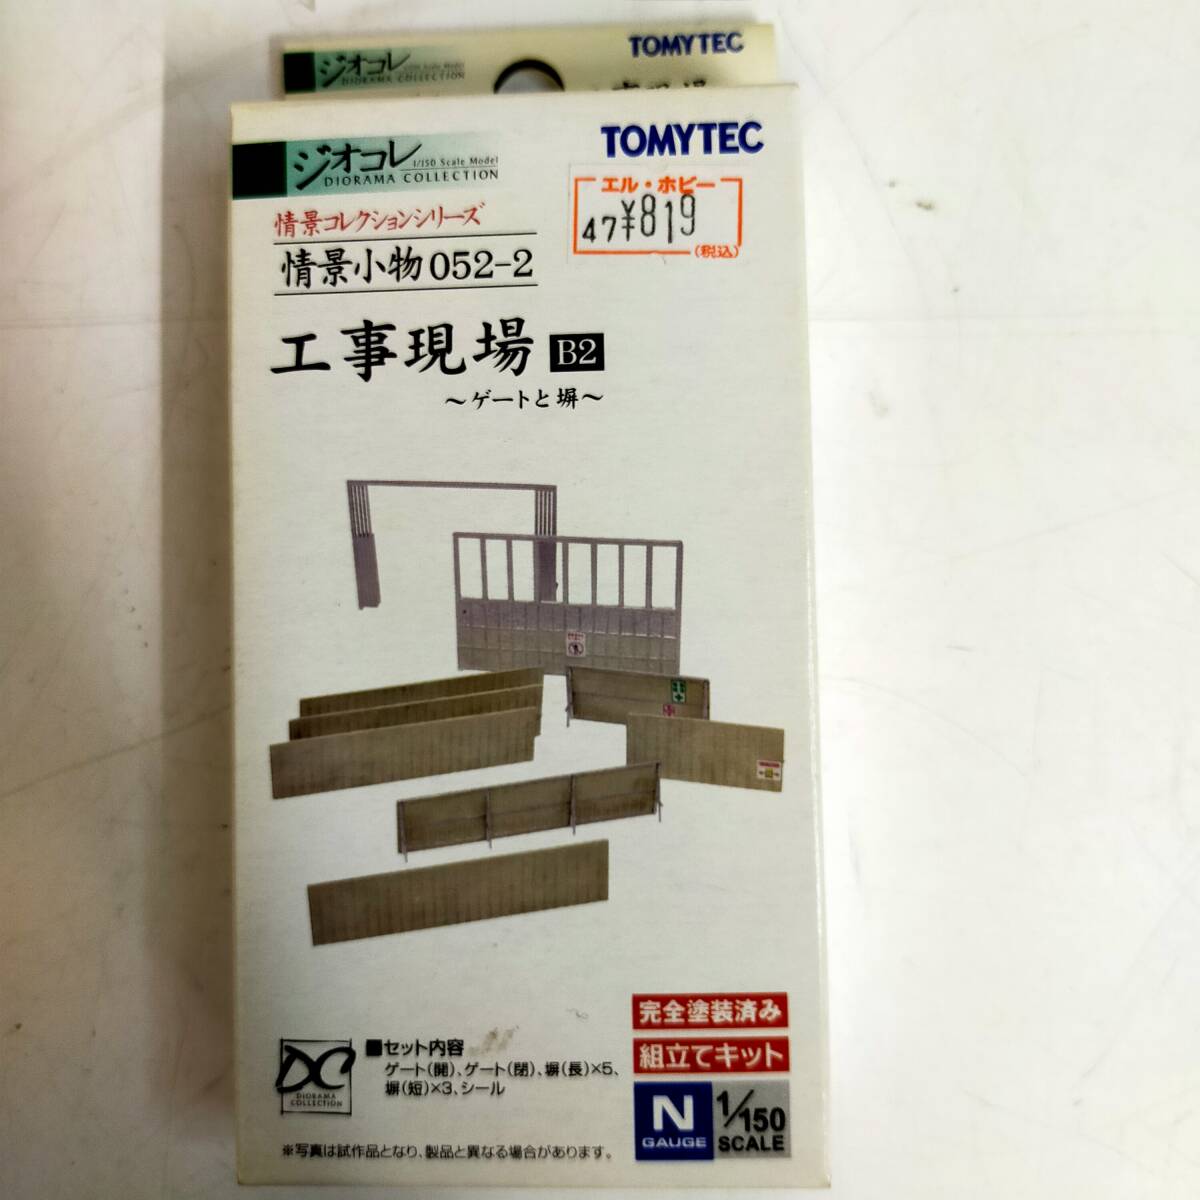 ジオコレ
DIORAMA COLLECTION
TOMYTEC
ジオコレ
1/150 Scale Model
DIORAMA COLLECTION
TOMYTEC
エル・ホビー
47 ¥819
(税込)
情景コレクションシリーズ
情景小物052-2
工事現場 B2
～ゲートと塀～
完全塗装済み
組立てキット
DC
DIORAMA
COLLECTION
■セット内容
ゲート(開)、ゲート(閉)、塀(長)×5、
塀(短)×3、シール
N
GAUGE
1/150
SCALE
※写真は試作品となり、製品と異なる場合があります。